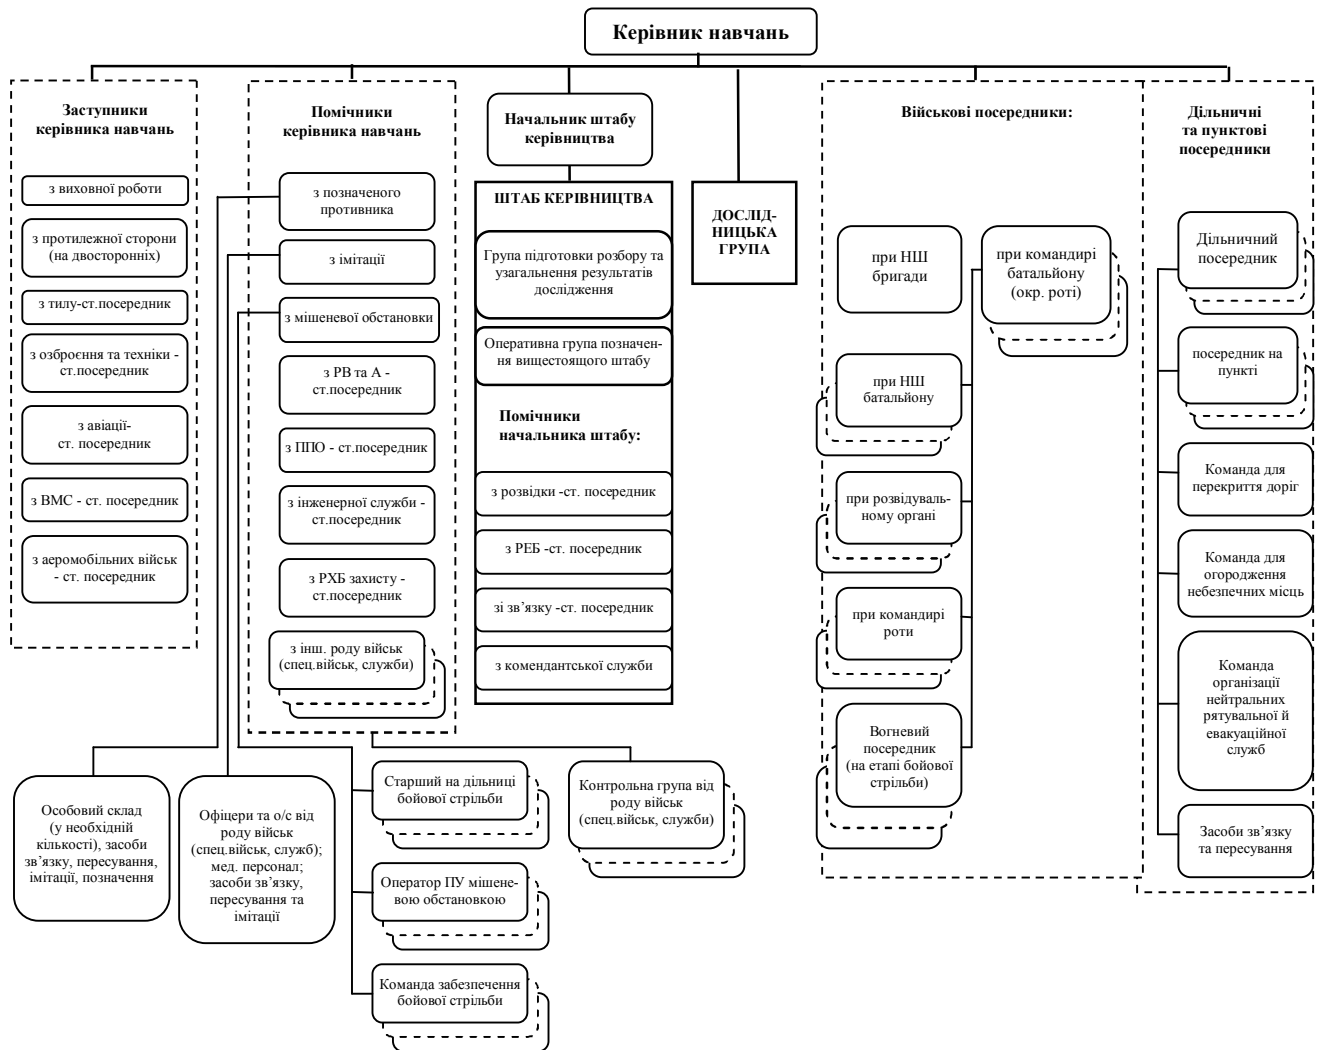 Керівник навчань
Заступники
керівника навчань
з виховної роботи
з протилежної сторони
(на двосторонніх)
з тилу-ст.посередник
з озброєння та техніки -
ст.посередник
з авіації-
ст. посередник
з ВМС - ст. посередник
з аеромобільних військ
- ст. посередник
Помічники
керівника навчань
з позначеного
противника
з імітації
з мішеневої обстановки
з РВ та А -
ст.посередник
з ППО - ст.посередник
з інженерної служби -
ст.посередник
з РХБ захисту -
ст.посередник
з інш. роду військ
(спец.військ, служби)
Начальник штабу
керівництва
ШТАБ КЕРІВНИЦТВА
Група підготовки розбору та
узагальнення результатів
дослідження
Оперативна група позначен-
ня вищестоящого штабу
Помічники
начальника штабу:
з розвідки -ст. посередник
з РЕБ -ст. посередник
зі зв’язку -ст. посередник
з комендантської служби
ДОСЛІД-
НИЦЬКА
ГРУПА
Військові посередники:
при НШ
бригади
при командирі
батальйону
(окр. роті)
при НШ
батальйону
при розвідуваль-
ному органі
при командирі
роти
Вогневий
посередник
(на етапі бойової
стрільби)
Дільничні
та пунктові
посередники
Дільничний
посередник
посередник на
пункті
Команда для
перекриття доріг
Команда для
огородження
небезпечних місць
Команда
організації
нейтральних
рятувальної й
евакуаційної
служб
Засоби зв’язку
та пересування
Особовий склад
(у необхідній
кількості), засоби
зв’язку, пересування,
імітації, позначення
Офіцери та о/с від
роду військ
(спец.військ, служб);
мед. персонал;
засоби зв’язку,
пересування та
імітації
Старший на дільниці
бойової стрільби
Оператор ПУ мішене-
вою обстановкою
Команда забезпечення
бойової стрільби
Контрольна група від
роду військ
(спец.військ, служби)